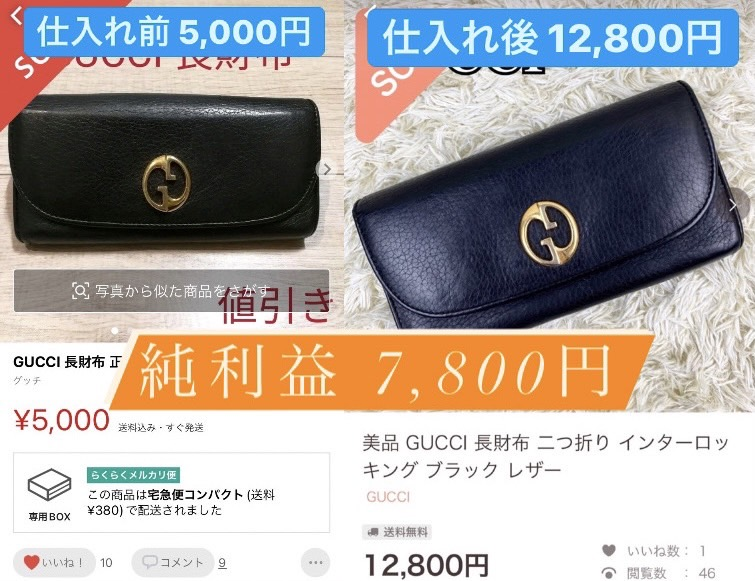 仕入れ前 5,000円
仕入れ後 12,800円
長財布
写真から似た商品をさがす
値引き
純利益 7,800円
GUCCI 長財布 正
グッチ
¥5,000 送料込み・すぐ発送
らくらくメルカリ便
この商品は宅急便コンパクト (送料
¥380) で配送されました
専用BOX
いいね! 10 コメント 9
美品 GUCCI 長財布 二つ折り インターロッ
キング ブラック レザー
GUCCI
送料無料
12,800円
いいね数： 1
閲覧数 ： 46